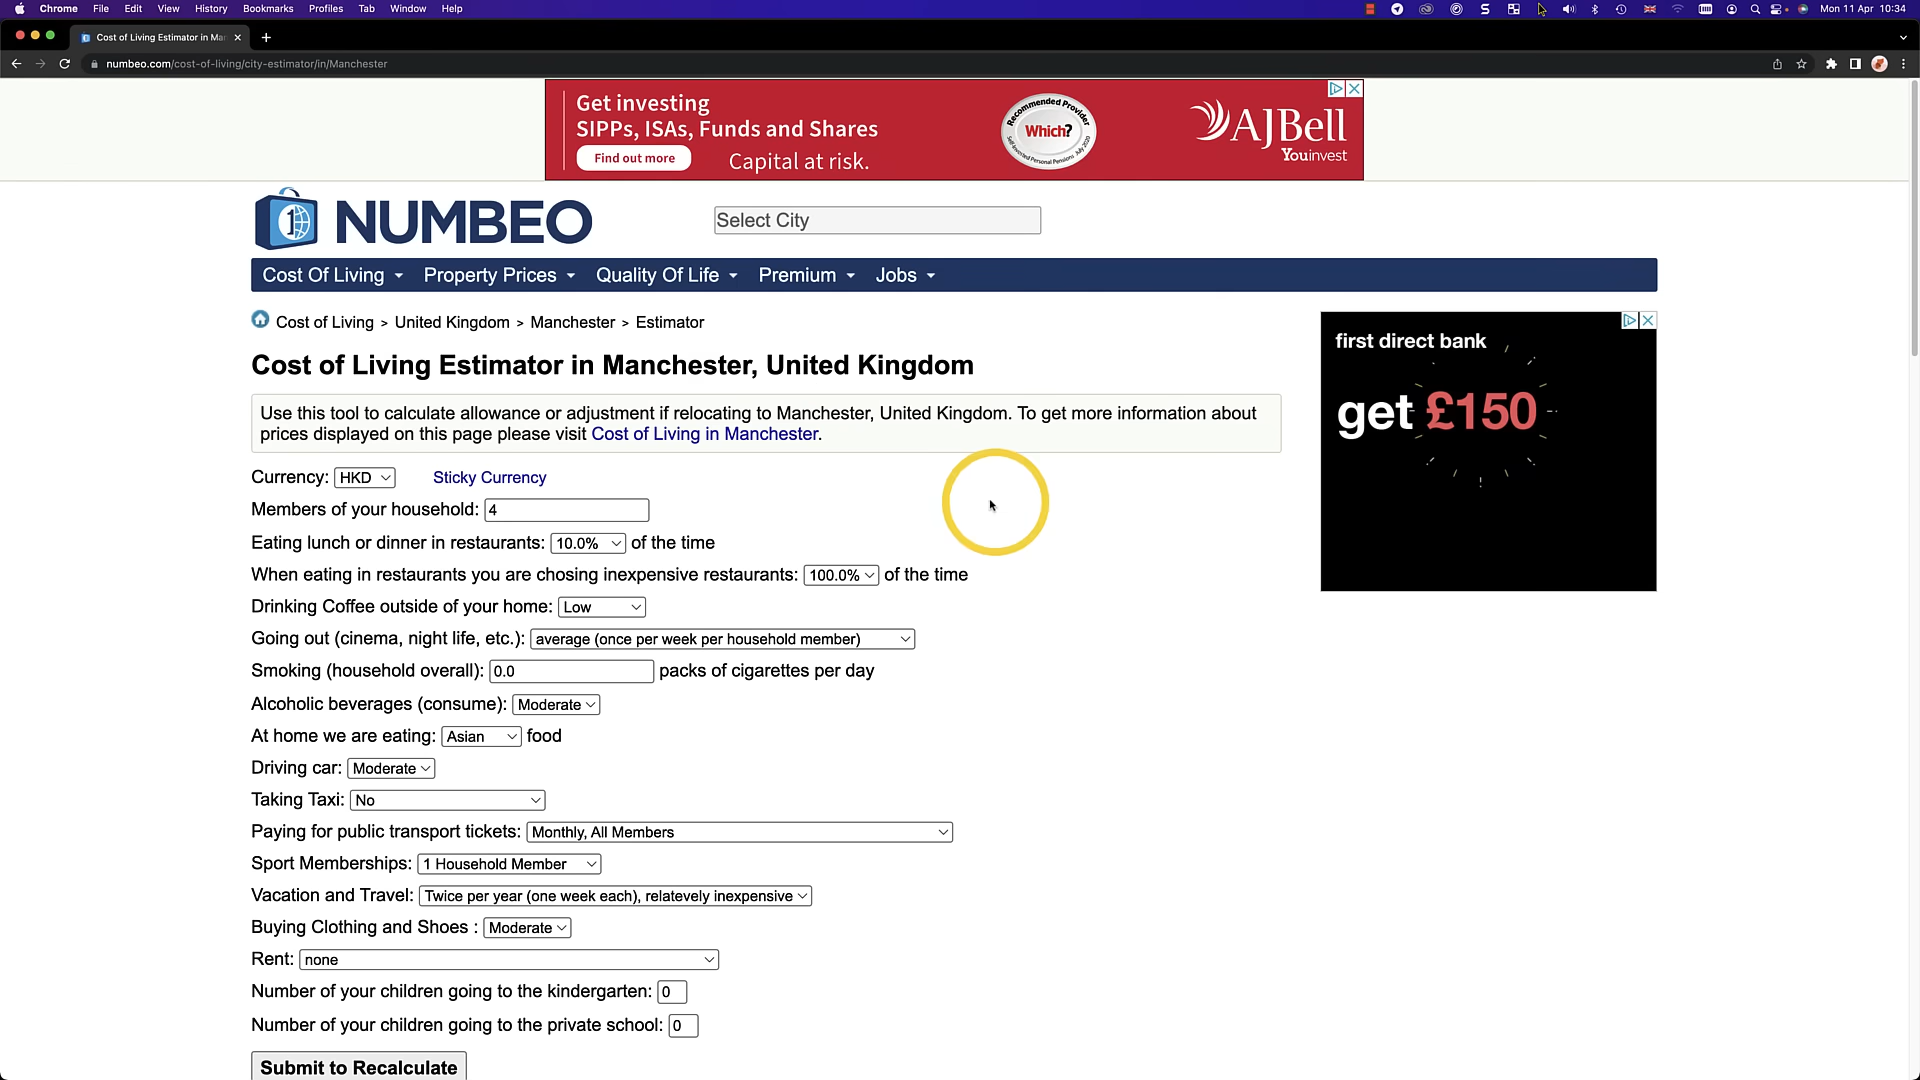 Chrome File Edit View History Bookmarks Profiles Tab Window Help Mon 11 Apr 10:34
Cost of Living Estimator in Ma
numbeo.com/cost-of-living/city-estimator/in/Manchester
Get investing
SIPPs, ISAs, Funds and Shares
Find out more
Capital at risk.
Recommended Provider
Which?
Self-invested Personal Pensions July 2020
AJBell
Youinvest
NUMBEO
Select City
Cost Of Living Property Prices Quality Of Life Premium Jobs
Cost of Living > United Kingdom > Manchester > Estimator
Cost of Living Estimator in Manchester, United Kingdom
Use this tool to calculate allowance or adjustment if relocating to Manchester, United Kingdom. To get more information about
prices displayed on this page please visit Cost of Living in Manchester.
first direct bank
get £150
Currency: HKD Sticky Currency
Members of your household: 4
Eating lunch or dinner in restaurants: 10.0% of the time
When eating in restaurants you are chosing inexpensive restaurants: 100.0% of the time
Drinking Coffee outside of your home: Low
Going out (cinema, night life, etc.): average (once per week per household member)
Smoking (household overall): 0.0 packs of cigarettes per day
Alcoholic beverages (consume): Moderate
At home we are eating: Asian food
Driving car: Moderate
Taking Taxi: No
Paying for public transport tickets: Monthly, All Members
Sport Memberships: 1 Household Member
Vacation and Travel: Twice per year (one week each), relatevely inexpensive
Buying Clothing and Shoes : Moderate
Rent: none
Number of your children going to the kindergarten: 0
Number of your children going to the private school: 0
Submit to Recalculate